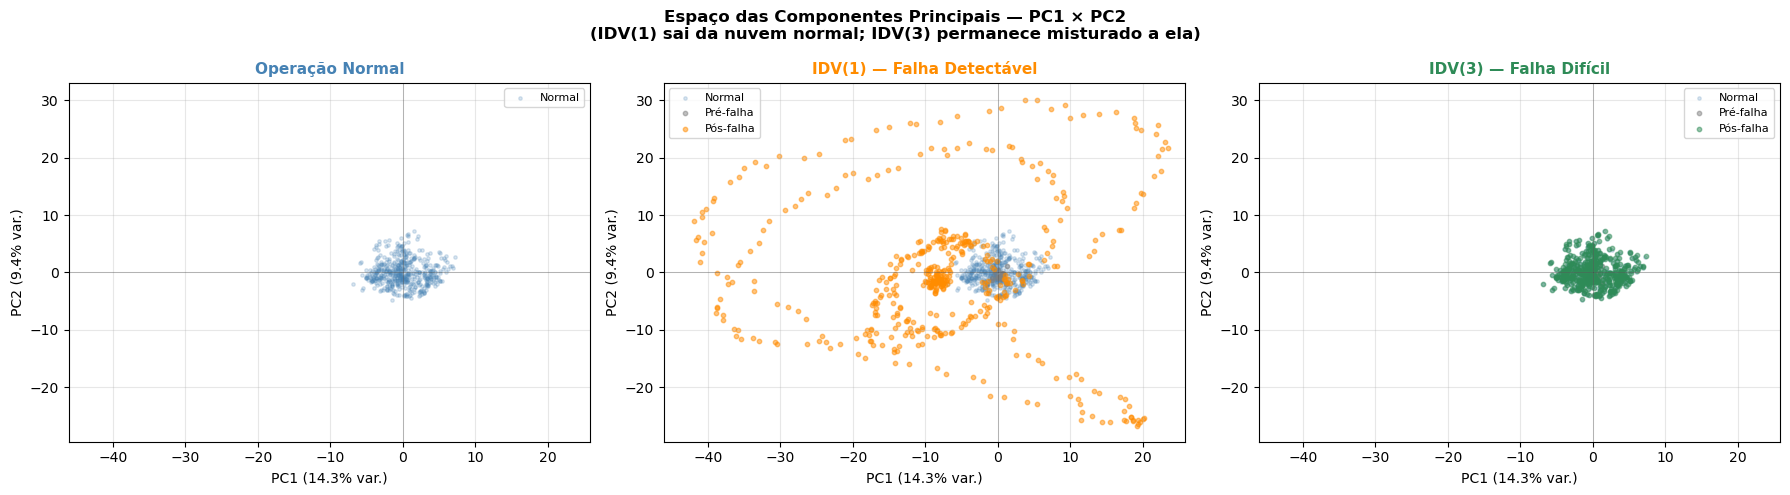 Espaço das Componentes Principais — PC1 × PC2
(IDV(1) sai da nuvem normal; IDV(3) permanece misturado a ela)
Operação Normal
30
20
10
0
−10
−20
PC2 (9.4% var.)
Normal
−40 −30 −20 −10 0 10 20
PC1 (14.3% var.)
IDV(1) — Falha Detectável
30
20
10
0
−10
−20
PC2 (9.4% var.)
Normal
Pré-falha
Pós-falha
−40 −30 −20 −10 0 10 20
PC1 (14.3% var.)
IDV(3) — Falha Difícil
30
20
10
0
−10
−20
PC2 (9.4% var.)
Normal
Pré-falha
Pós-falha
−40 −30 −20 −10 0 10 20
PC1 (14.3% var.)